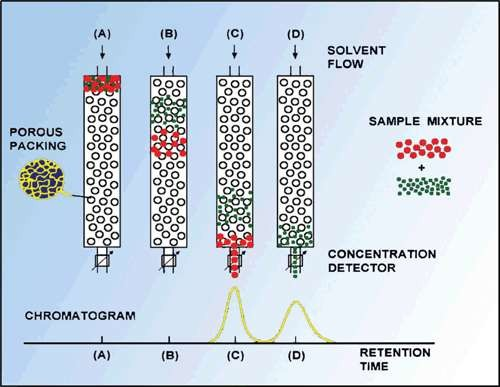 (A) (B) (C) (D)
SOLVENT
FLOW
POROUS
PACKING
SAMPLE MIXTURE
+
CONCENTRATION
DETECTOR
CHROMATOGRAM
(A) (B) (C) (D)
RETENTION
TIME